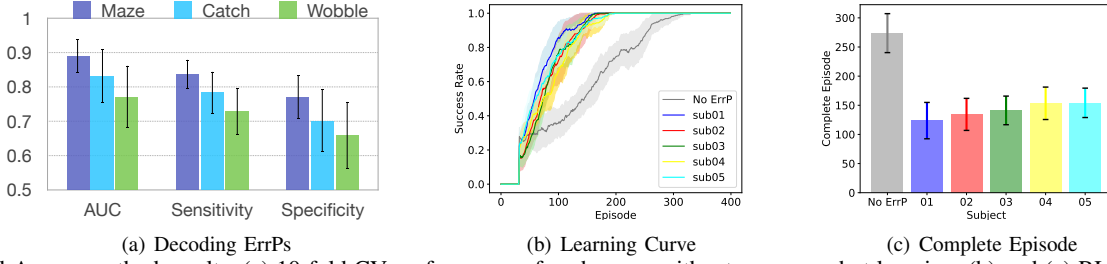 Maze Catch Wobble
1
0.9
0.8
0.7
0.6
0.5
AUC Sensitivity Specificity
(a) Decoding ErrPs
Success Rate
1.0
0.8
0.6
0.4
0.2
0.0
No ErrP
sub01
sub02
sub03
sub04
sub05
0 100 200 300 400
Episode
(b) Learning Curve
Complete Episode
300
250
200
150
100
50
0
No ErrP 01 02 03 04 05
Subject
(c) Complete Episode